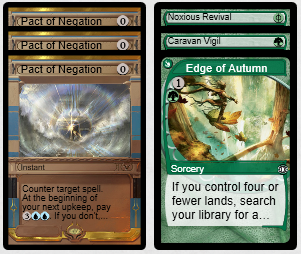 Pact of Negation 0
Pact of Negation 0
Pact of Negation 0
Instant
Counter target spell.
At the beginning of
your next upkeep, pay
3 If you don't,...
Noxious Revival
Caravan Vigil
Edge of Autumn
1
Sorcery
If you control four or
fewer lands, search
your library for a...